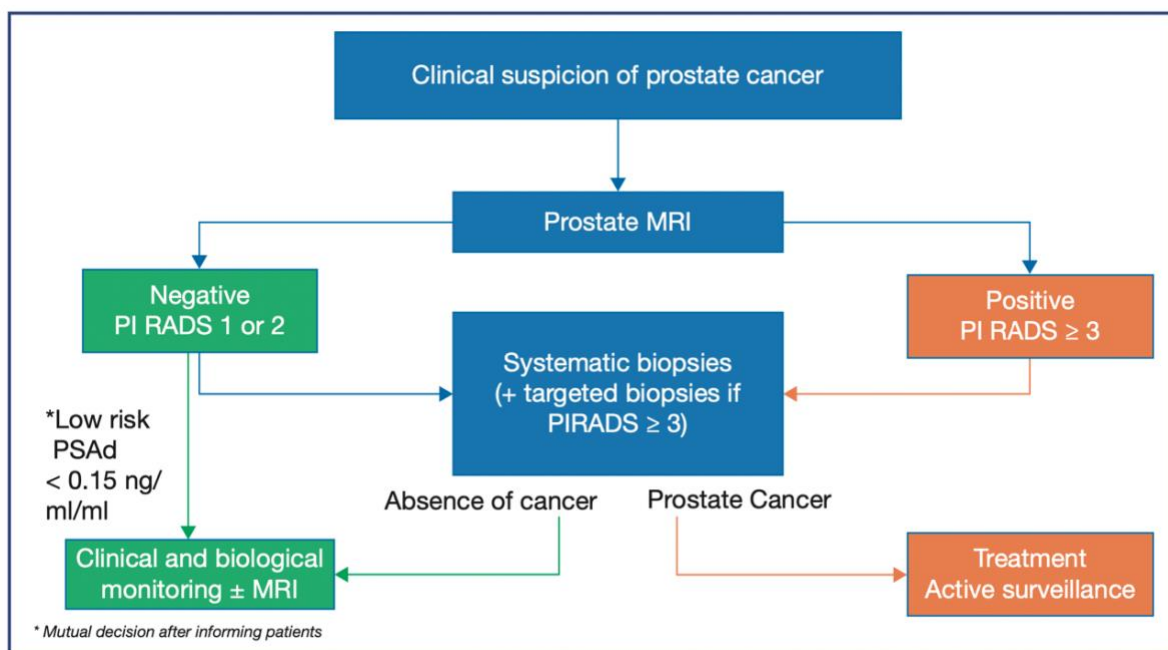 Clinical suspicion of prostate cancer
Prostate MRI
Negative
PI RADS 1 or 2
Positive
PI RADS ≥ 3
Systematic biopsies
(+ targeted biopsies if
PIRADS ≥ 3)
*Low risk
PSAd
< 0.15 ng/
ml/ml
Absence of cancer
Prostate Cancer
Clinical and biological
monitoring ± MRI
Treatment
Active surveillance
* Mutual decision after informing patients